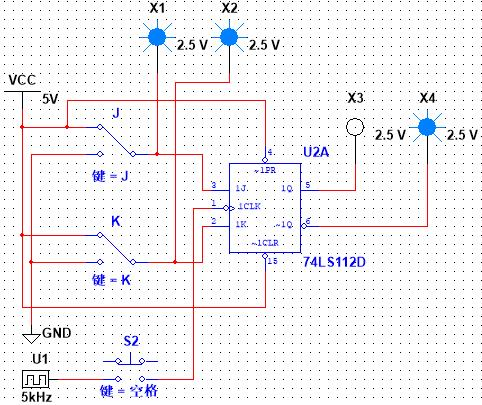 X1 X2
2.5 V 2.5 V
VCC
5V
X3 X4
J
2.5 V 2.5 V
4
U2A
键 = J
~1PR
3 1J 1Q 5
1 1CLK
K
2 1K ~1Q 6
~1CLR
15 74LS112D
键 = K
GND
S2
U1
键 = 空格
5kHz